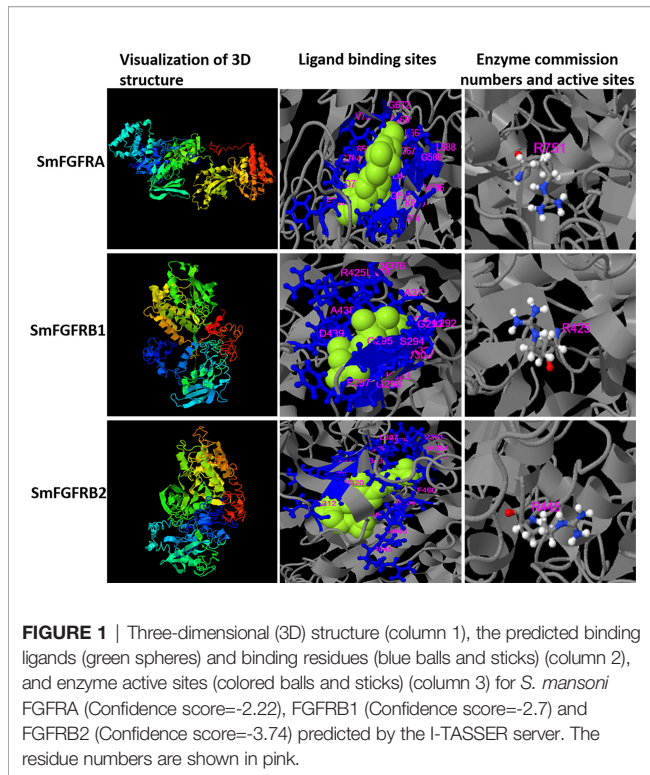 Visualization of 3D structure
Ligand binding sites
Enzyme commission numbers and active sites
SmFGFRA
G588
R751
SmFGFRB1
R425
D439
S294
R423
SmFGFRB2
FIGURE 1 | Three-dimensional (3D) structure (column 1), the predicted binding
ligands (green spheres) and binding residues (blue balls and sticks) (column 2),
and enzyme active sites (colored balls and sticks) (column 3) for S. mansoni
FGFRA (Confidence score=-2.22), FGFRB1 (Confidence score=-2.7) and
FGFRB2 (Confidence score=-3.74) predicted by the I-TASSER server. The
residue numbers are shown in pink.